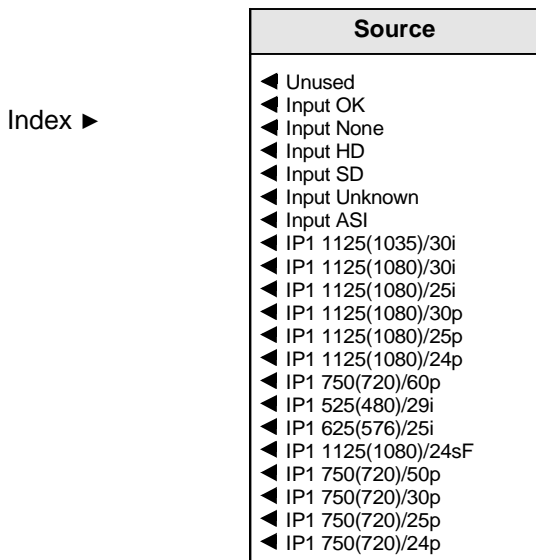 Source
Index ►
◄ Unused
◄ Input OK
◄ Input None
◄ Input HD
◄ Input SD
◄ Input Unknown
◄ Input ASI
◄ IP1 1125(1035)/30i
◄ IP1 1125(1080)/30i
◄ IP1 1125(1080)/25i
◄ IP1 1125(1080)/30p
◄ IP1 1125(1080)/25p
◄ IP1 1125(1080)/24p
◄ IP1 750(720)/60p
◄ IP1 525(480)/29i
◄ IP1 625(576)/25i
◄ IP1 1125(1080)/24sF
◄ IP1 750(720)/50p
◄ IP1 750(720)/30p
◄ IP1 750(720)/25p
◄ IP1 750(720)/24p